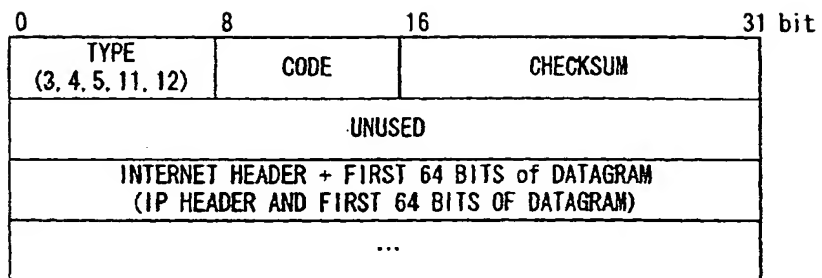 0 8 16 31 bit
TYPE CODE CHECKSUM
(3, 4, 5, 11, 12)
UNUSED
INTERNET HEADER + FIRST 64 BITS of DATAGRAM
(IP HEADER AND FIRST 64 BITS OF DATAGRAM)
...